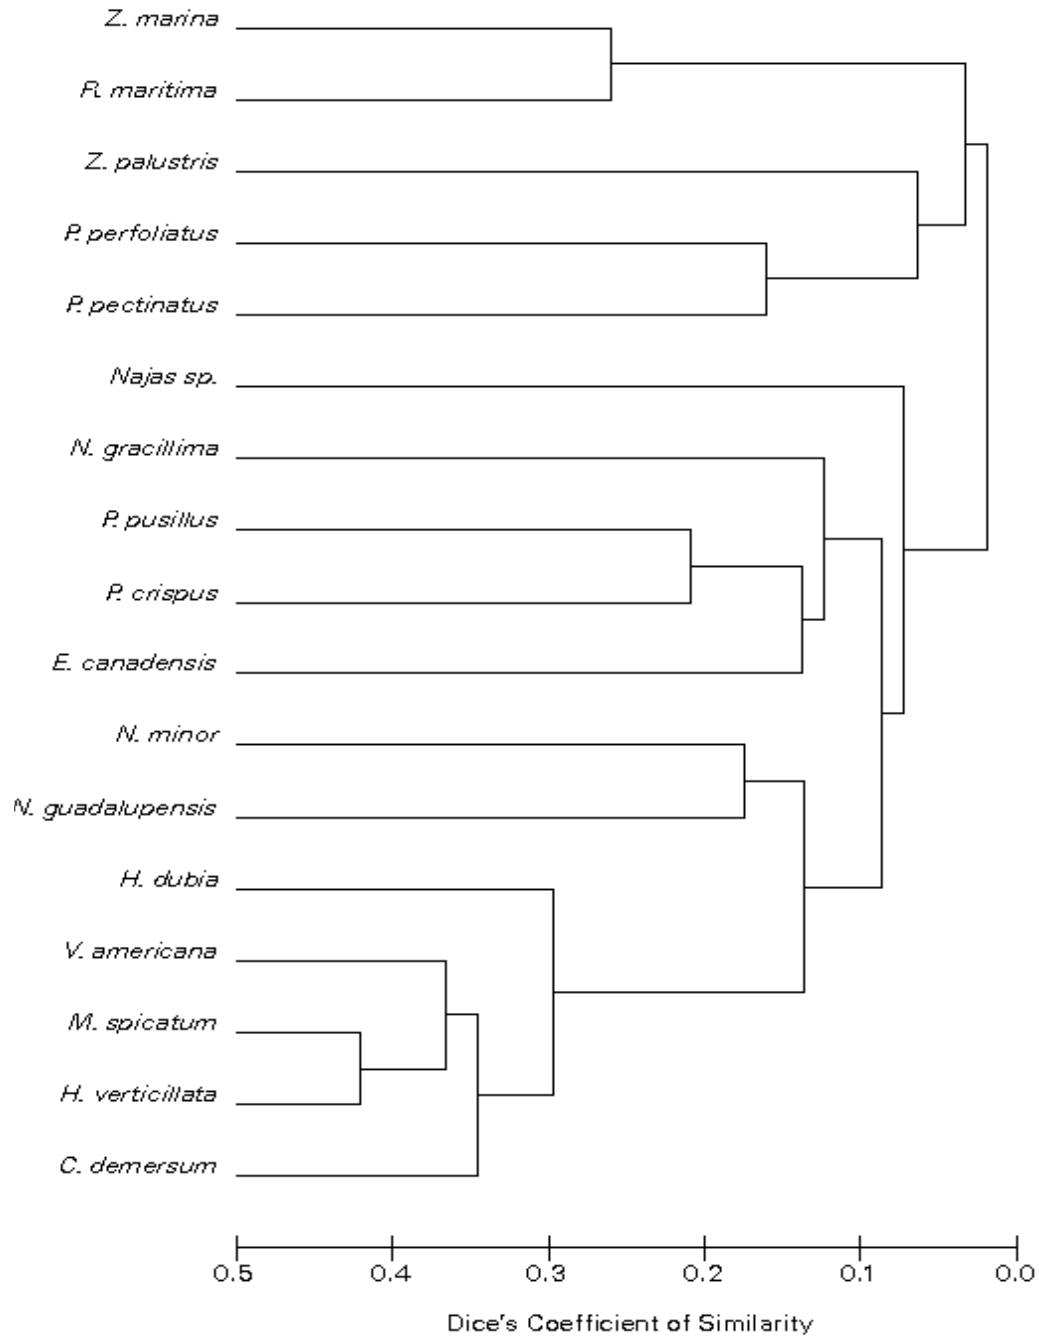 Z. marina
R. maritima
Z. palustris
P. perfoliatus
P. pectinatus
Najas sp.
N. gracillima
P. pusillus
P. crispus
E. canadensis
N. minor
N. guadalupensis
H. dubia
V. americana
M. spicatum
H. verticillata
C. demersum
0.5 0.4 0.3 0.2 0.1 0.0
Dice's Coefficient of Similarity